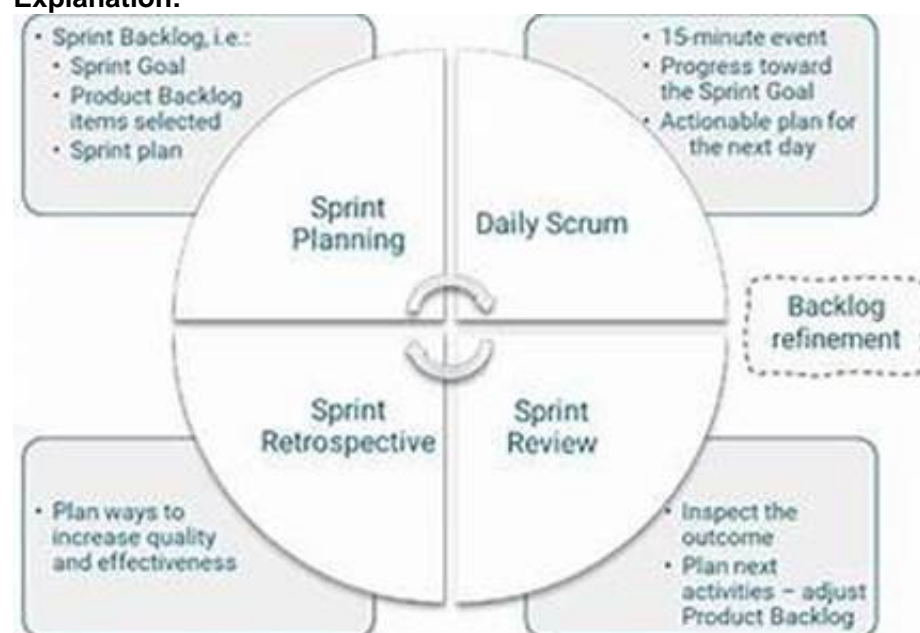 Explanation:
• Sprint Backlog, i.e.:
• Sprint Goal
• Product Backlog
items selected
• Sprint plan
• 15-minute event
• Progress toward
the Sprint Goal
• Actionable plan for
the next day
Sprint
Planning
Daily Scrum
Backlog
refinement
Sprint
Retrospective
Sprint
Review
• Plan ways to
increase quality
and effectiveness
• Inspect the
outcome
• Plan next
activities – adjust
Product Backlog